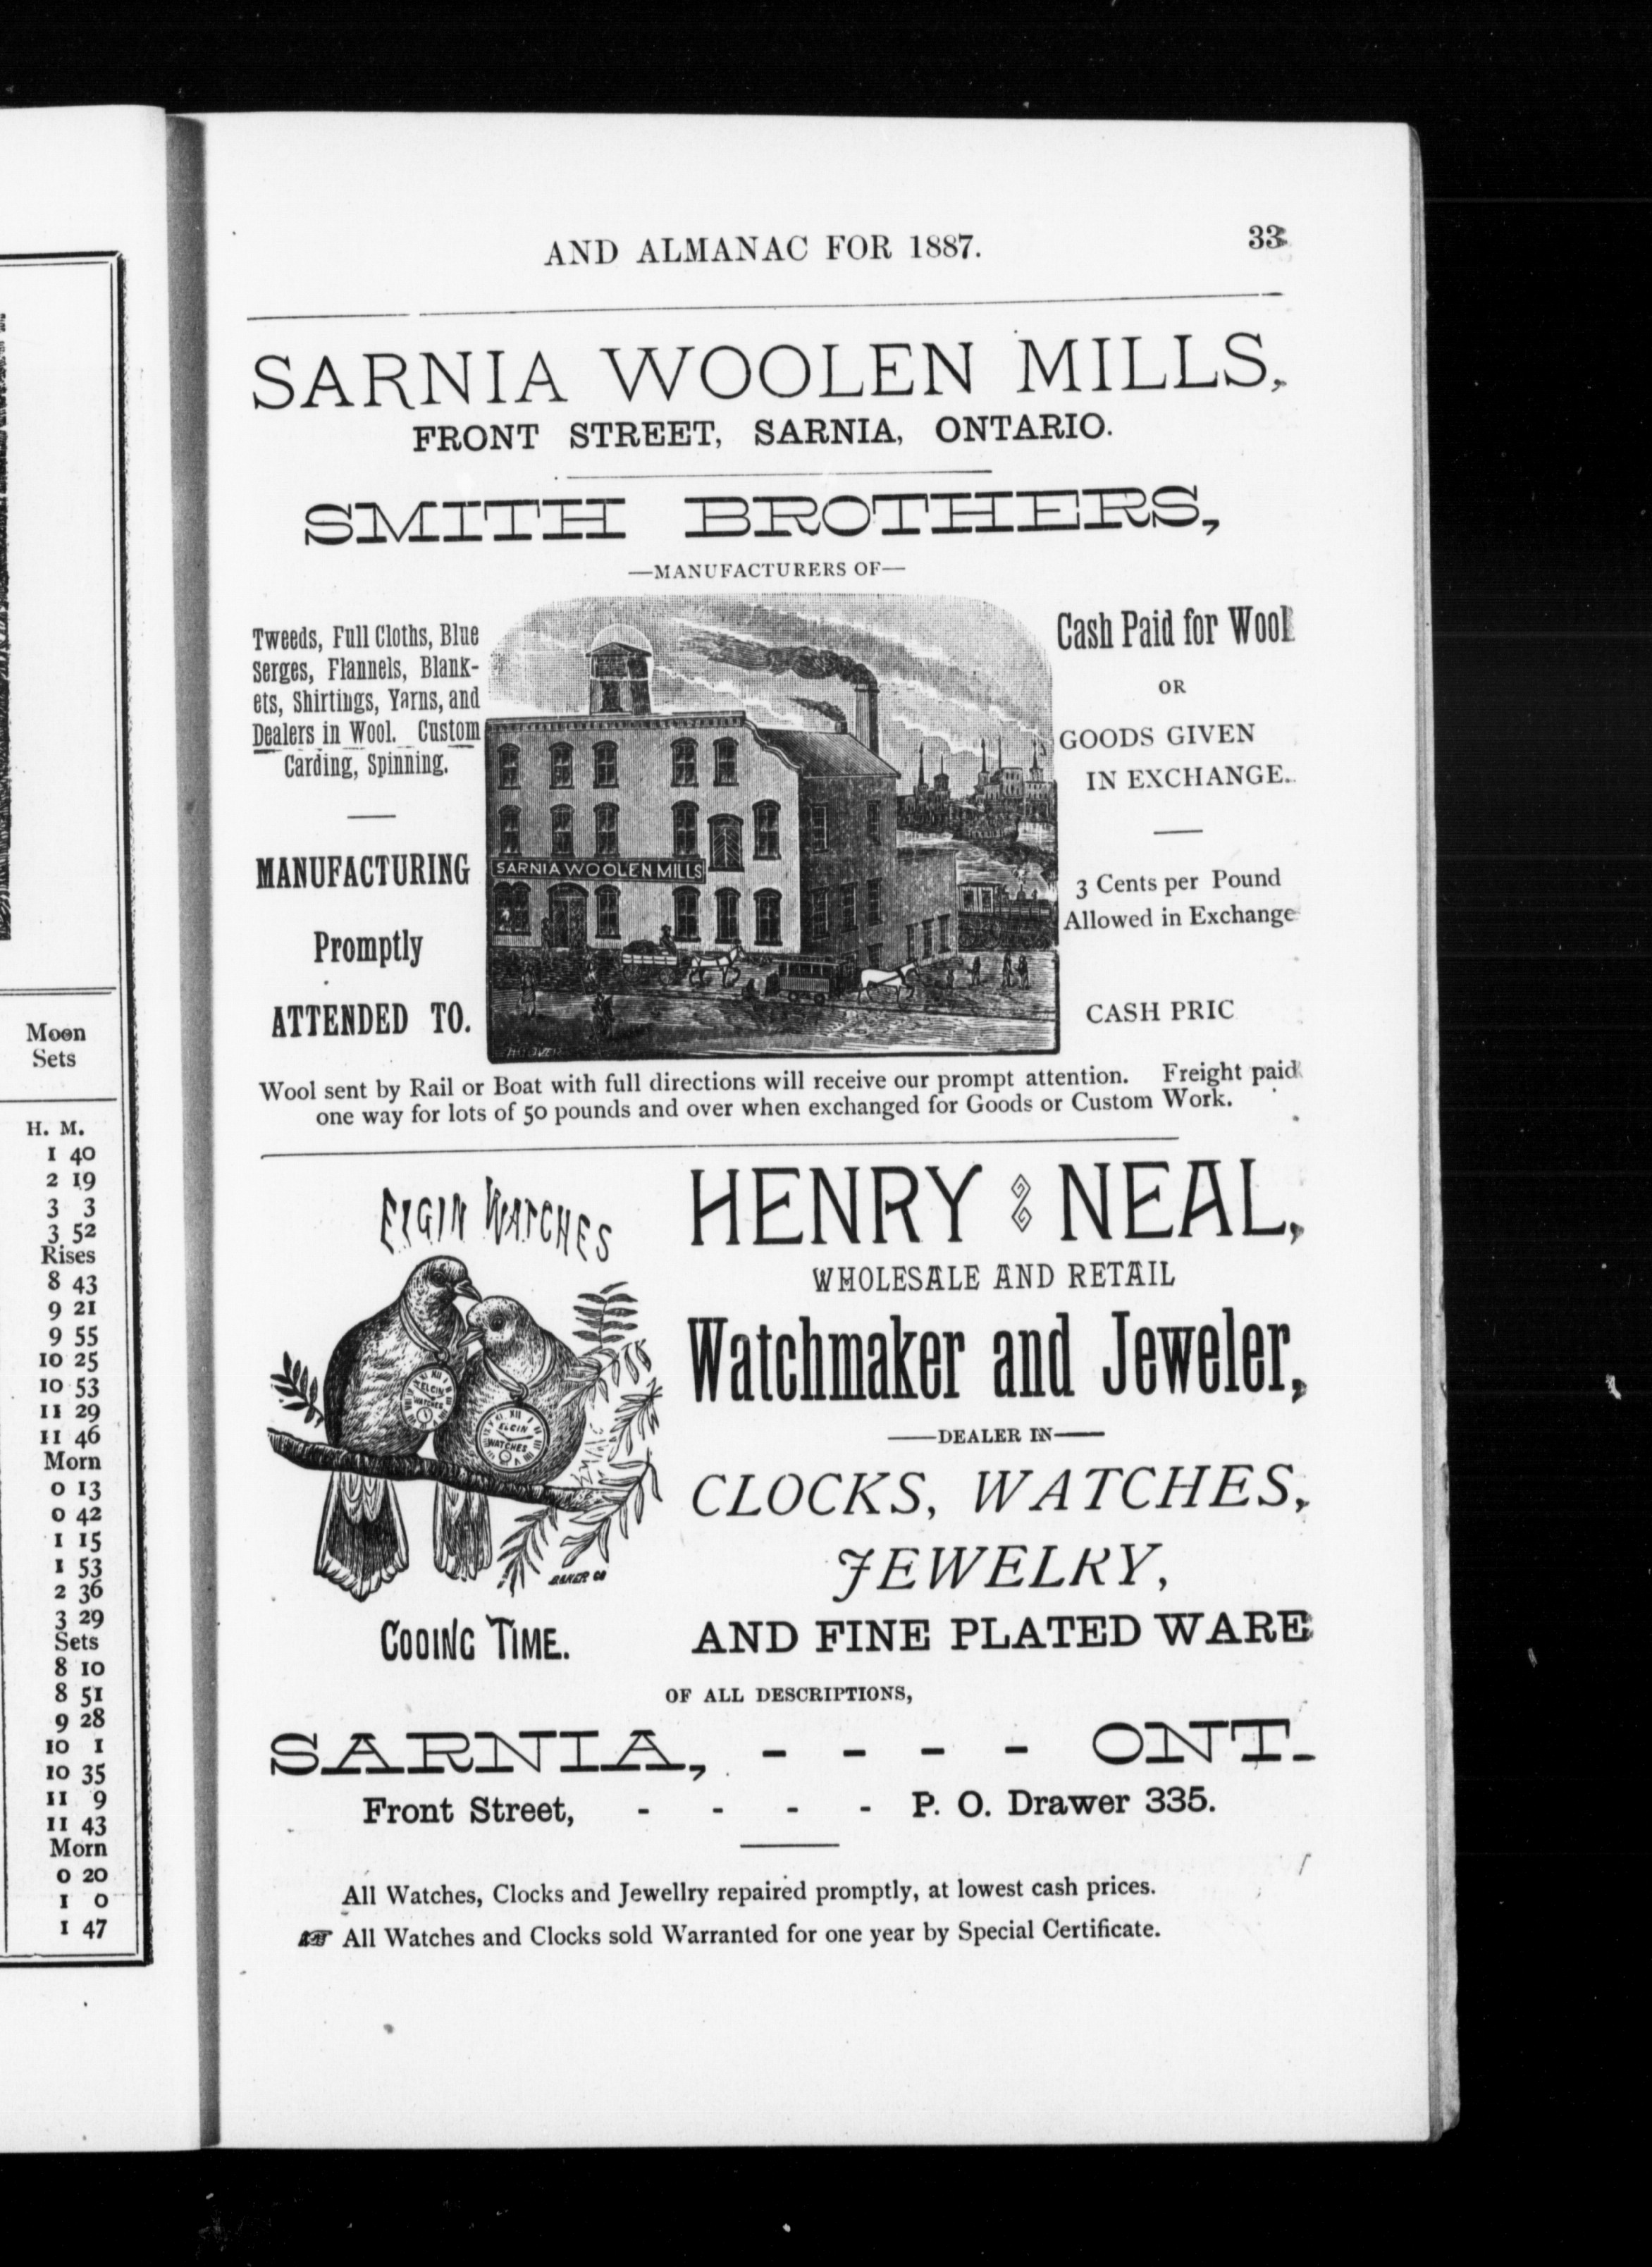 Moon
Sets
H. M.
1 40
2 19
3 3
3 52
Rises
8 43
9 21
9 55
10 25
10 53
11 29
11 46
Morn
0 13
0 42
1 15
1 53
2 36
3 29
Sets
8 10
8 51
9 28
10 1
10 35
11 9
11 43
Morn
0 20
1 0
1 47
AND ALMANAC FOR 1887. 33
SARNIA WOOLEN MILLS,
FRONT STREET, SARNIA, ONTARIO.
SMITH BROTHERS,
—MANUFACTURERS OF—
Tweeds, Full Cloths, Blue
Serges, Flannels, Blank-
ets, Shirtings, Yarns, and
Dealers in Wool. Custom
Carding, Spinning.
MANUFACTURING
Promptly
ATTENDED TO.
SARNIA WOOLEN MILLS
Cash Paid for Wool
OR
GOODS GIVEN
IN EXCHANGE.
3 Cents per Pound
Allowed in Exchange
CASH PRIC
Wool sent by Rail or Boat with full directions will receive our prompt attention. Freight paid
one way for lots of 50 pounds and over when exchanged for Goods or Custom Work.
ELGIN WATCHES
ELGIN
WATCHES
ELGIN
WATCHES
BAKER CO
COOING TIME.
HENRY NEAL,
WHOLESALE AND RETAIL
Watchmaker and Jeweler,
—DEALER IN—
CLOCKS, WATCHES,
JEWELRY,
AND FINE PLATED WARE
OF ALL DESCRIPTIONS,
SARNIA, - - - - ONT.
Front Street, - - - - P. O. Drawer 335.
All Watches, Clocks and Jewellry repaired promptly, at lowest cash prices.
☞ All Watches and Clocks sold Warranted for one year by Special Certificate.